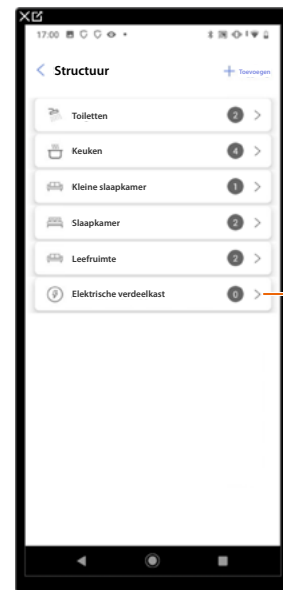 17:00
Structuur
Toevoegen
Toiletten 2
Keuken 4
Kleine slaapkamer 1
Slaapkamer 2
Leefruimte 2
Elektrische verdeelkast 0